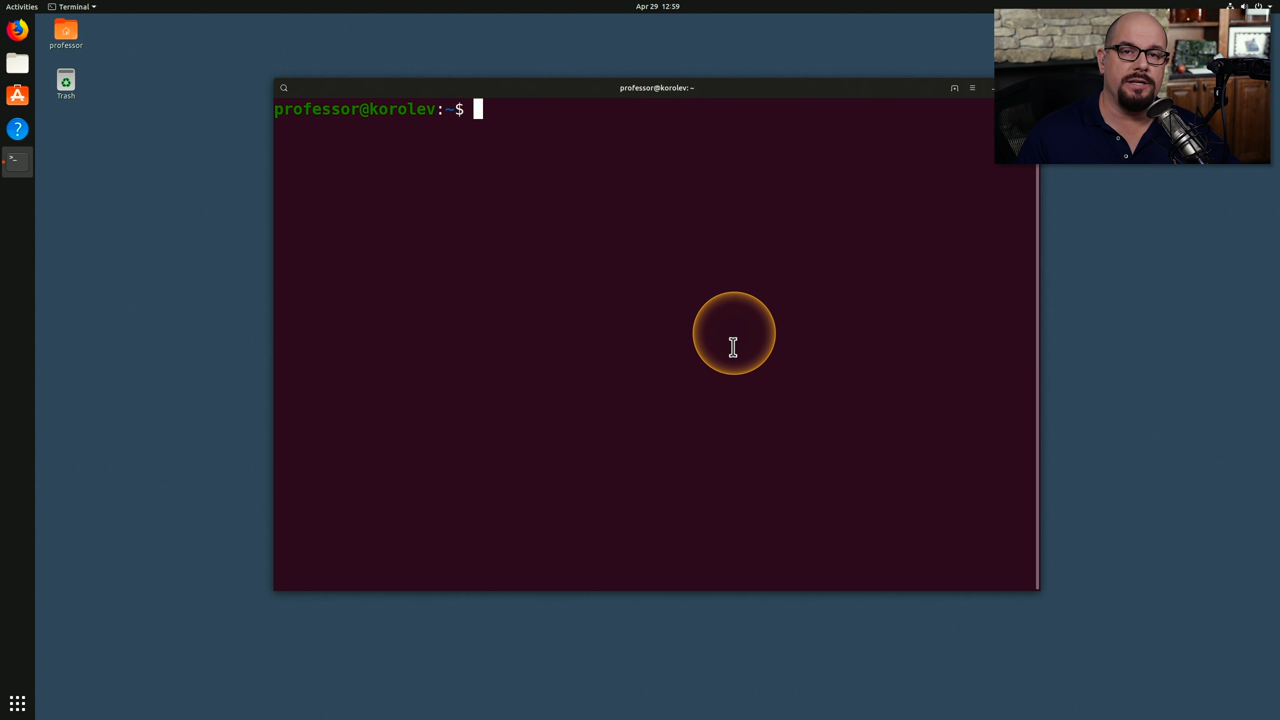 Activities
Terminal
Apr 29 12:59
professor
Trash
professor@korolev: ~
professor@korolev:~$